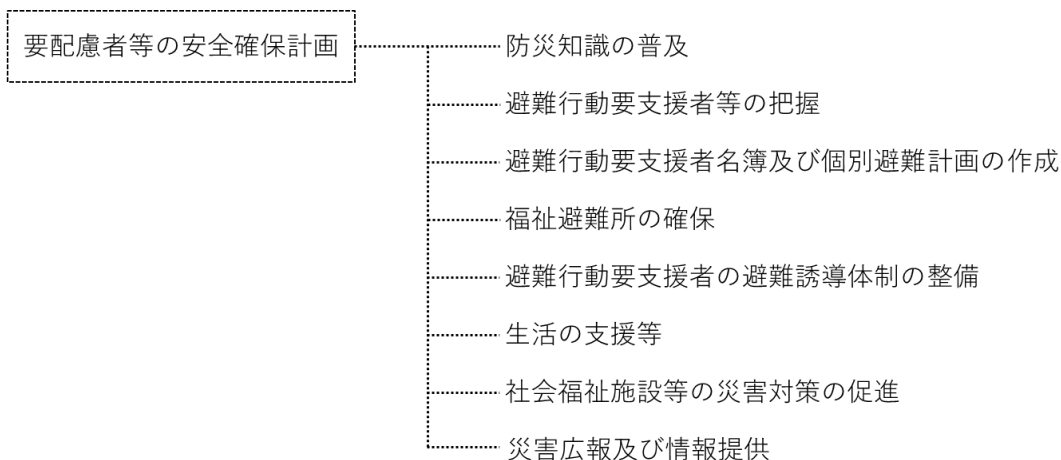 要配慮者等の安全確保計画
防災知識の普及
避難行動要支援者等の把握
避難行動要支援者名簿及び個別避難計画の作成
福祉避難所の確保
避難行動要支援者の避難誘導体制の整備
生活の支援等
社会福祉施設等の災害対策の促進
災害広報及び情報提供